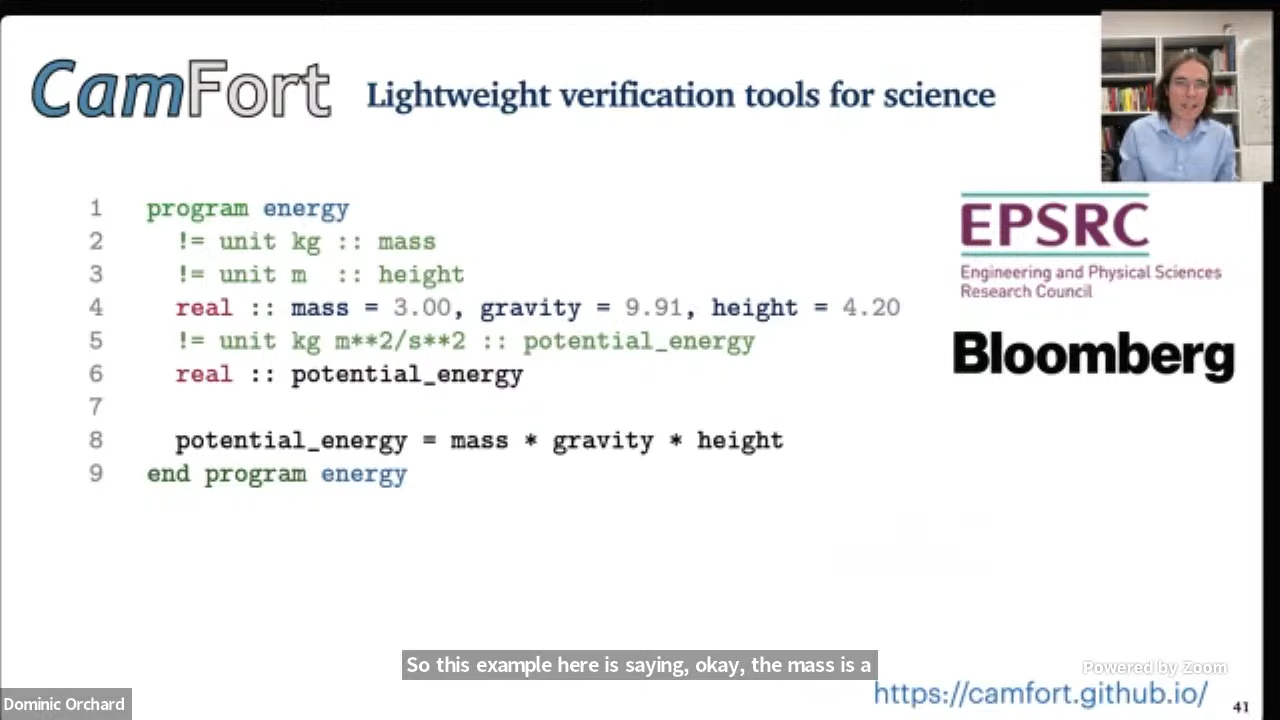 CamFort Lightweight verification tools for science
1 program energy
2 != unit kg :: mass
3 != unit m :: height
4 real :: mass = 3.00, gravity = 9.91, height = 4.20
5 != unit kg m**2/s**2 :: potential_energy
6 real :: potential_energy
7
8 potential_energy = mass * gravity * height
9 end program energy
EPSRC
Engineering and Physical Sciences
Research Council
Bloomberg
So this example here is saying, okay, the mass is a
Powered by Zoom
https://camfort.github.io/
Dominic Orchard
41